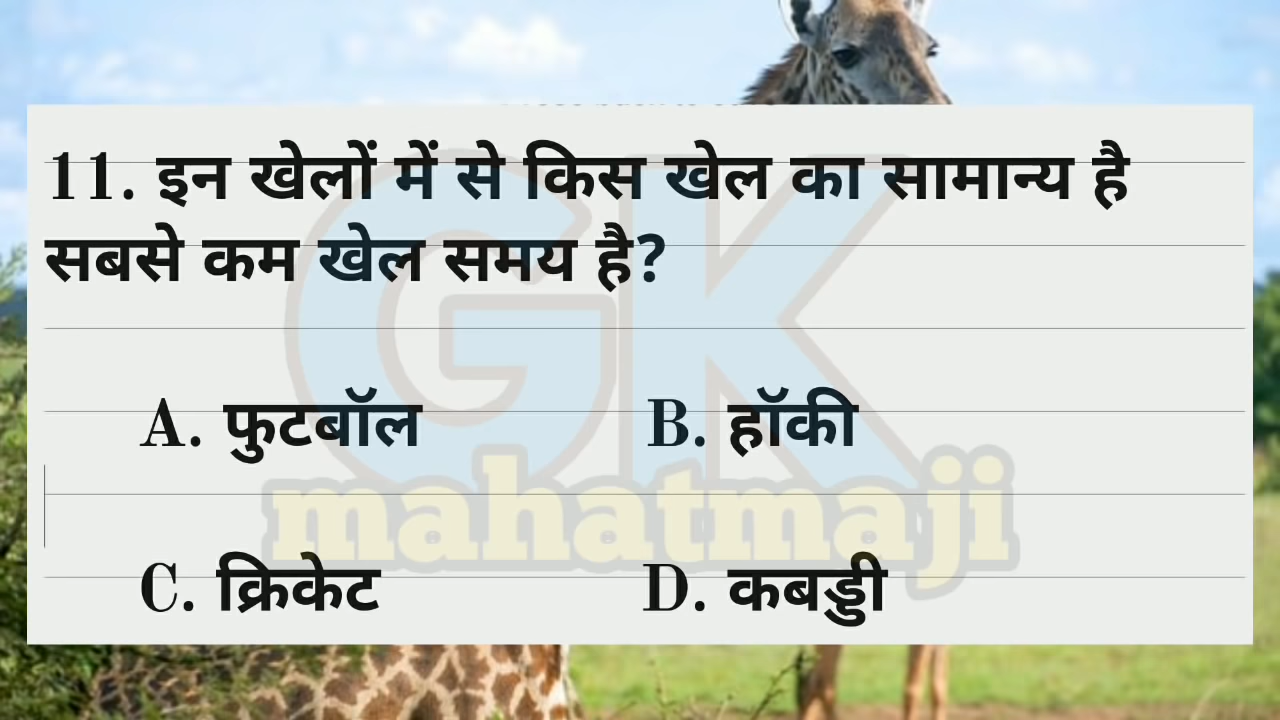 11. इन खेलों में से किस खेल का सामान्य है
सबसे कम खेल समय है?
A. फुटबॉल B. हॉकी
C. क्रिकेट D. कबड्डी
GK
mahatmaji